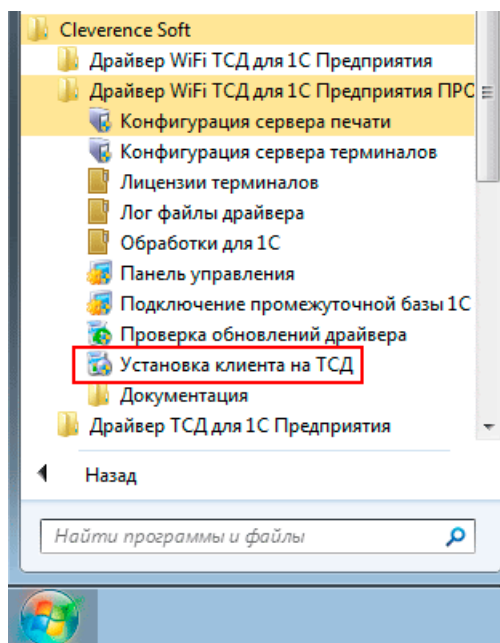 Cleverence Soft
Драйвер WiFi ТСД для 1С Предприятия
Драйвер WiFi ТСД для 1С Предприятия ПРО
Конфигурация сервера печати
Конфигурация сервера терминалов
Лицензии терминалов
Лог файлы драйвера
Обработки для 1С
Панель управления
Подключение промежуточной базы 1С
Проверка обновлений драйвера
Установка клиента на ТСД
Документация
Драйвер ТСД для 1С Предприятия
Назад
Найти программы и файлы